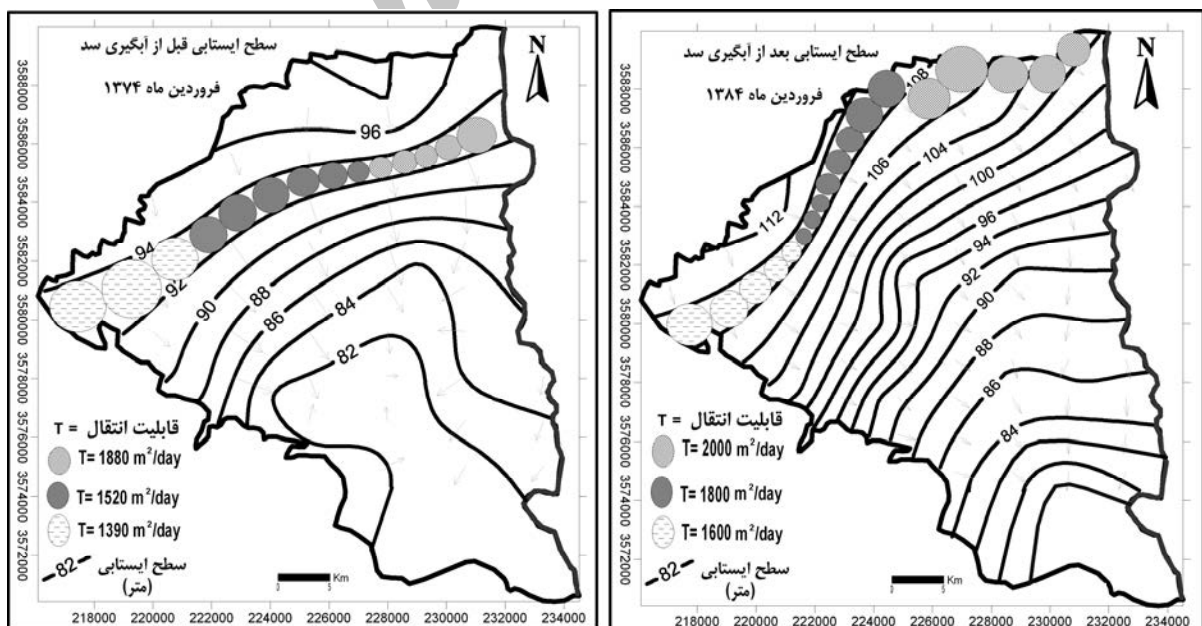 سطح ایستابی قبل از آبگیری سد
فروردین ماه ۱۳۷۴
N
3588000
3586000
3584000
3582000
3580000
3578000
3576000
3574000
3572000
96
94
92
90
88
86
84
82
قابلیت انتقال = T
T= 1880 m²/day
T= 1520 m²/day
T= 1390 m²/day
82
سطح ایستابی
(متر)
0 5 Km
218000 220000 222000 224000 226000 228000 230000 232000 234000
سطح ایستابی بعد از آبگیری سد
فروردین ماه ۱۳۸۴
N
3588000
3586000
3584000
3582000
3580000
3578000
3576000
3574000
3572000
108
106
104
100
112
96
94
92
90
88
86
84
قابلیت انتقال = T
T= 2000 m²/day
T= 1800 m²/day
T= 1600 m²/day
82
سطح ایستابی
(متر)
0 5 Km
218000 220000 222000 224000 226000 228000 230000 232000 234000